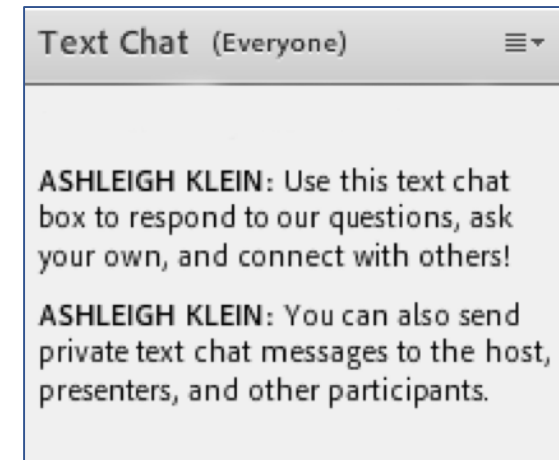 Text Chat (Everyone)
ASHLEIGH KLEIN: Use this text chat
box to respond to our questions, ask
your own, and connect with others!
ASHLEIGH KLEIN: You can also send
private text chat messages to the host,
presenters, and other participants.